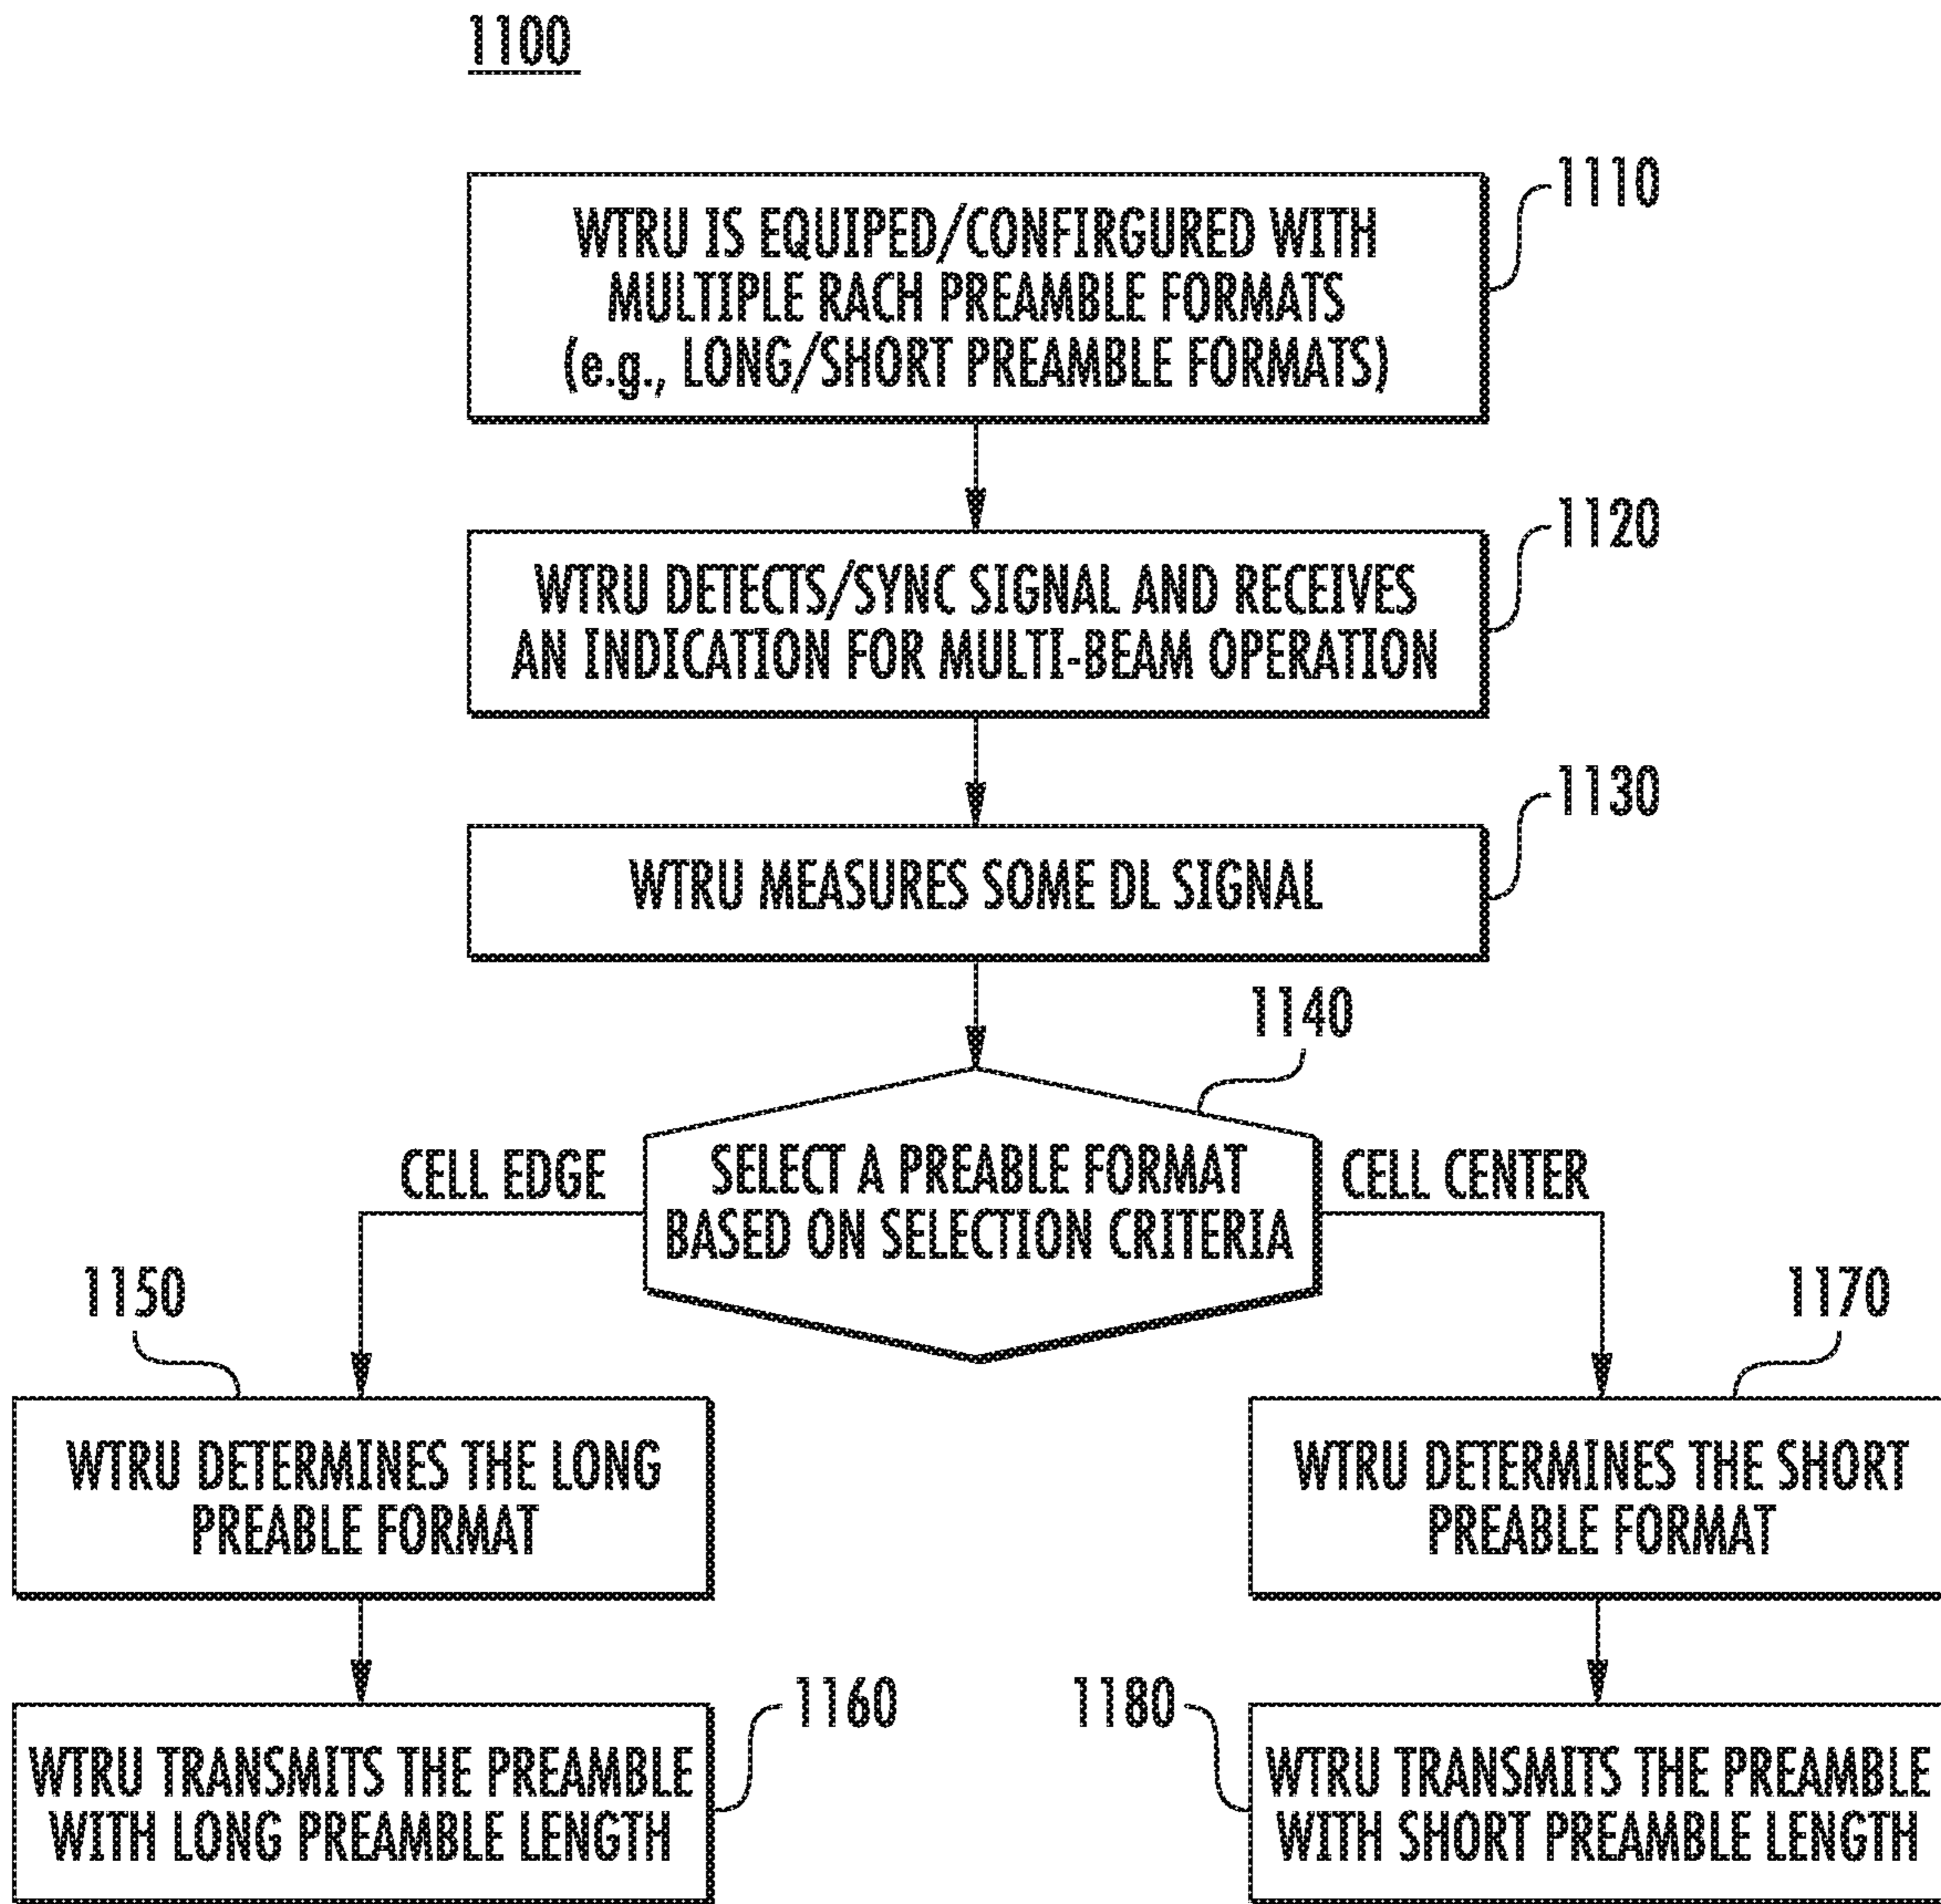 1100
WTRU IS EQUIPED/CONFIRGURED WITH
MULTIPLE RACH PREAMBLE FORMATS
(e.g., LONG/SHORT PREAMBLE FORMATS)
1110
WTRU DETECTS/SYNC SIGNAL AND RECEIVES
AN INDICATION FOR MULTI-BEAM OPERATION
1120
WTRU MEASURES SOME DL SIGNAL
1130
1140
SELECT A PREABLE FORMAT
BASED ON SELECTION CRITERIA
CELL EDGE
CELL CENTER
1150
WTRU DETERMINES THE LONG
PREABLE FORMAT
1170
WTRU DETERMINES THE SHORT
PREABLE FORMAT
WTRU TRANSMITS THE PREAMBLE
WITH LONG PREAMBLE LENGTH
1160
1180
WTRU TRANSMITS THE PREAMBLE
WITH SHORT PREAMBLE LENGTH